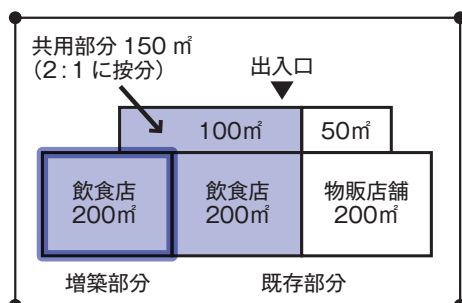 共用部分 150 ㎡
(2:1 に按分)
出入口
100㎡
50㎡
飲食店
200㎡
飲食店
200㎡
物販店舗
200㎡
増築部分
既存部分